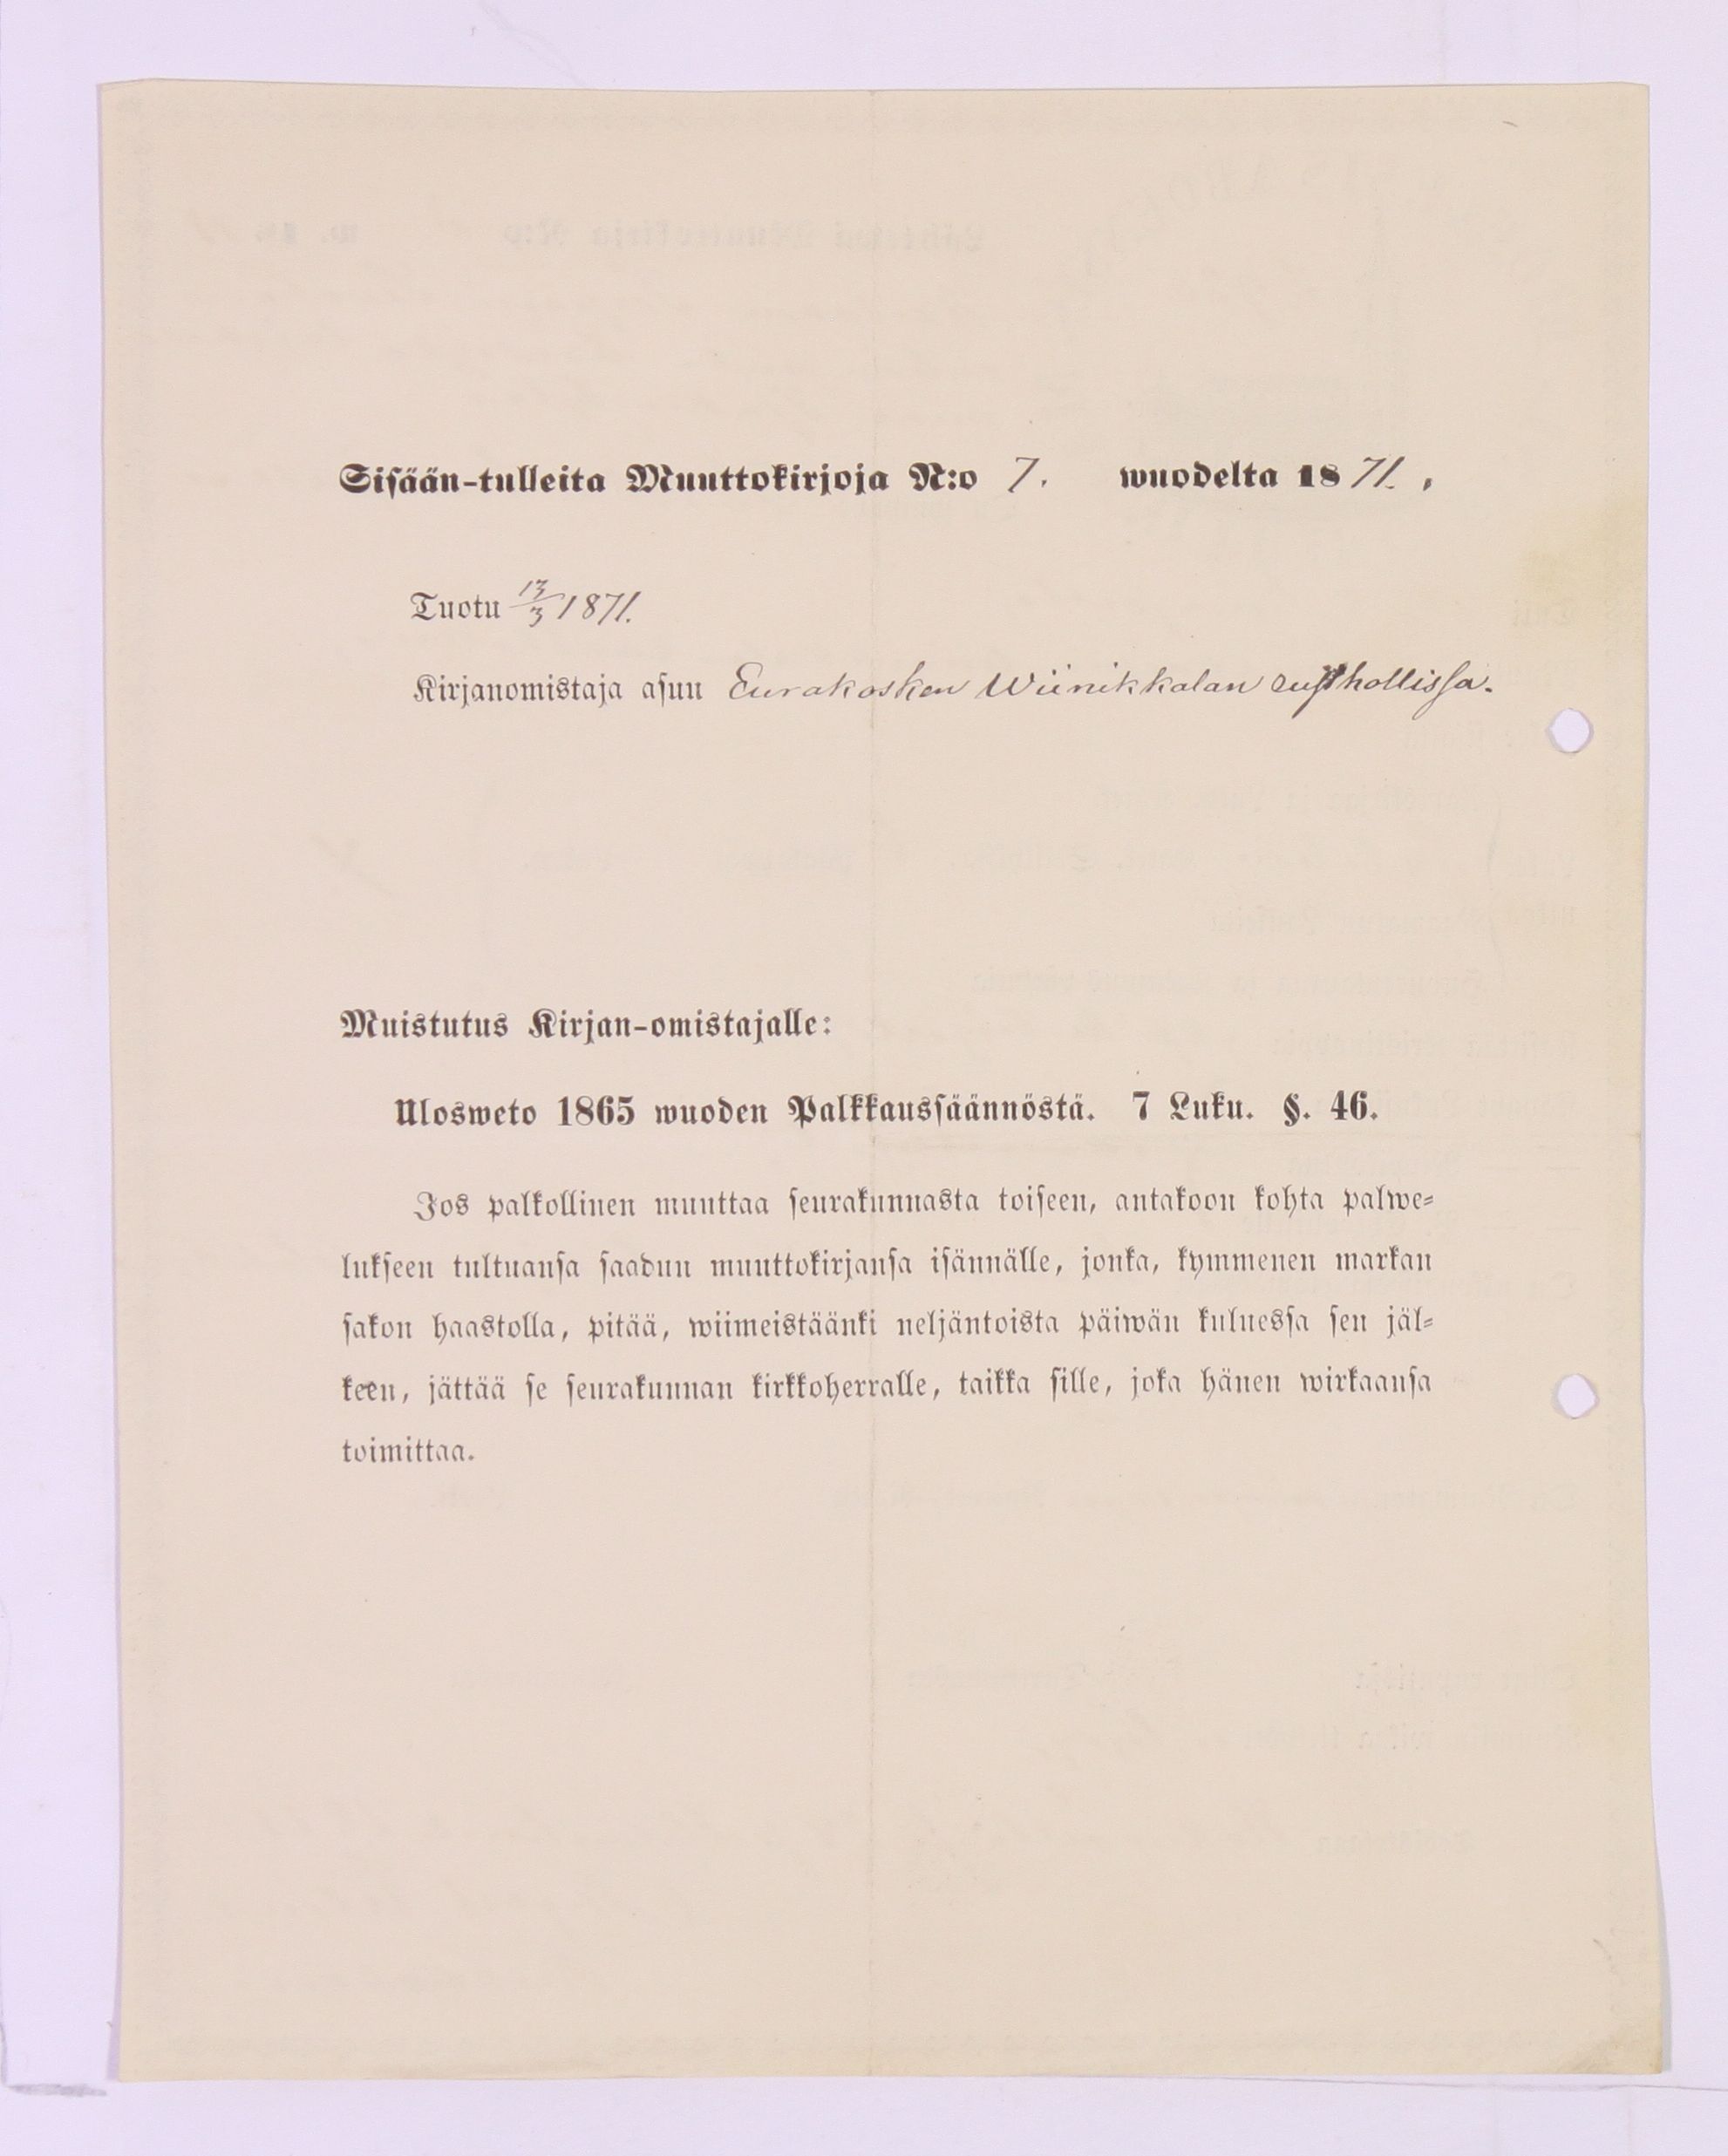 Sisään-tulleita Muuttokirjoja N:o 7. wuodelta 1871.
Tuotu 13/3 1871.
Kirjanomistaja asuu Eurakosken Wiinikkalan rusthollissa.
Muistutus Kirjan-omistajalle:
Ulosweto 1865 wuoden Palkkaussäännöstä. 7 Luku. §. 46.
Jos palkollinen muuttaa seurakunnasta toiseen, antakoon kohta palwe-
lukseen tultuansa saadun muuttokirjansa isännälle, jonka, kymmenen markan
sakon haastolla, pitää, wiimeistäänki neljäntoista päiwän kuluessa sen jäl-
keen, jättää se seurakunnan kirkkoherralle, taikka sille, joka hänen wirkaansa
toimittaa.